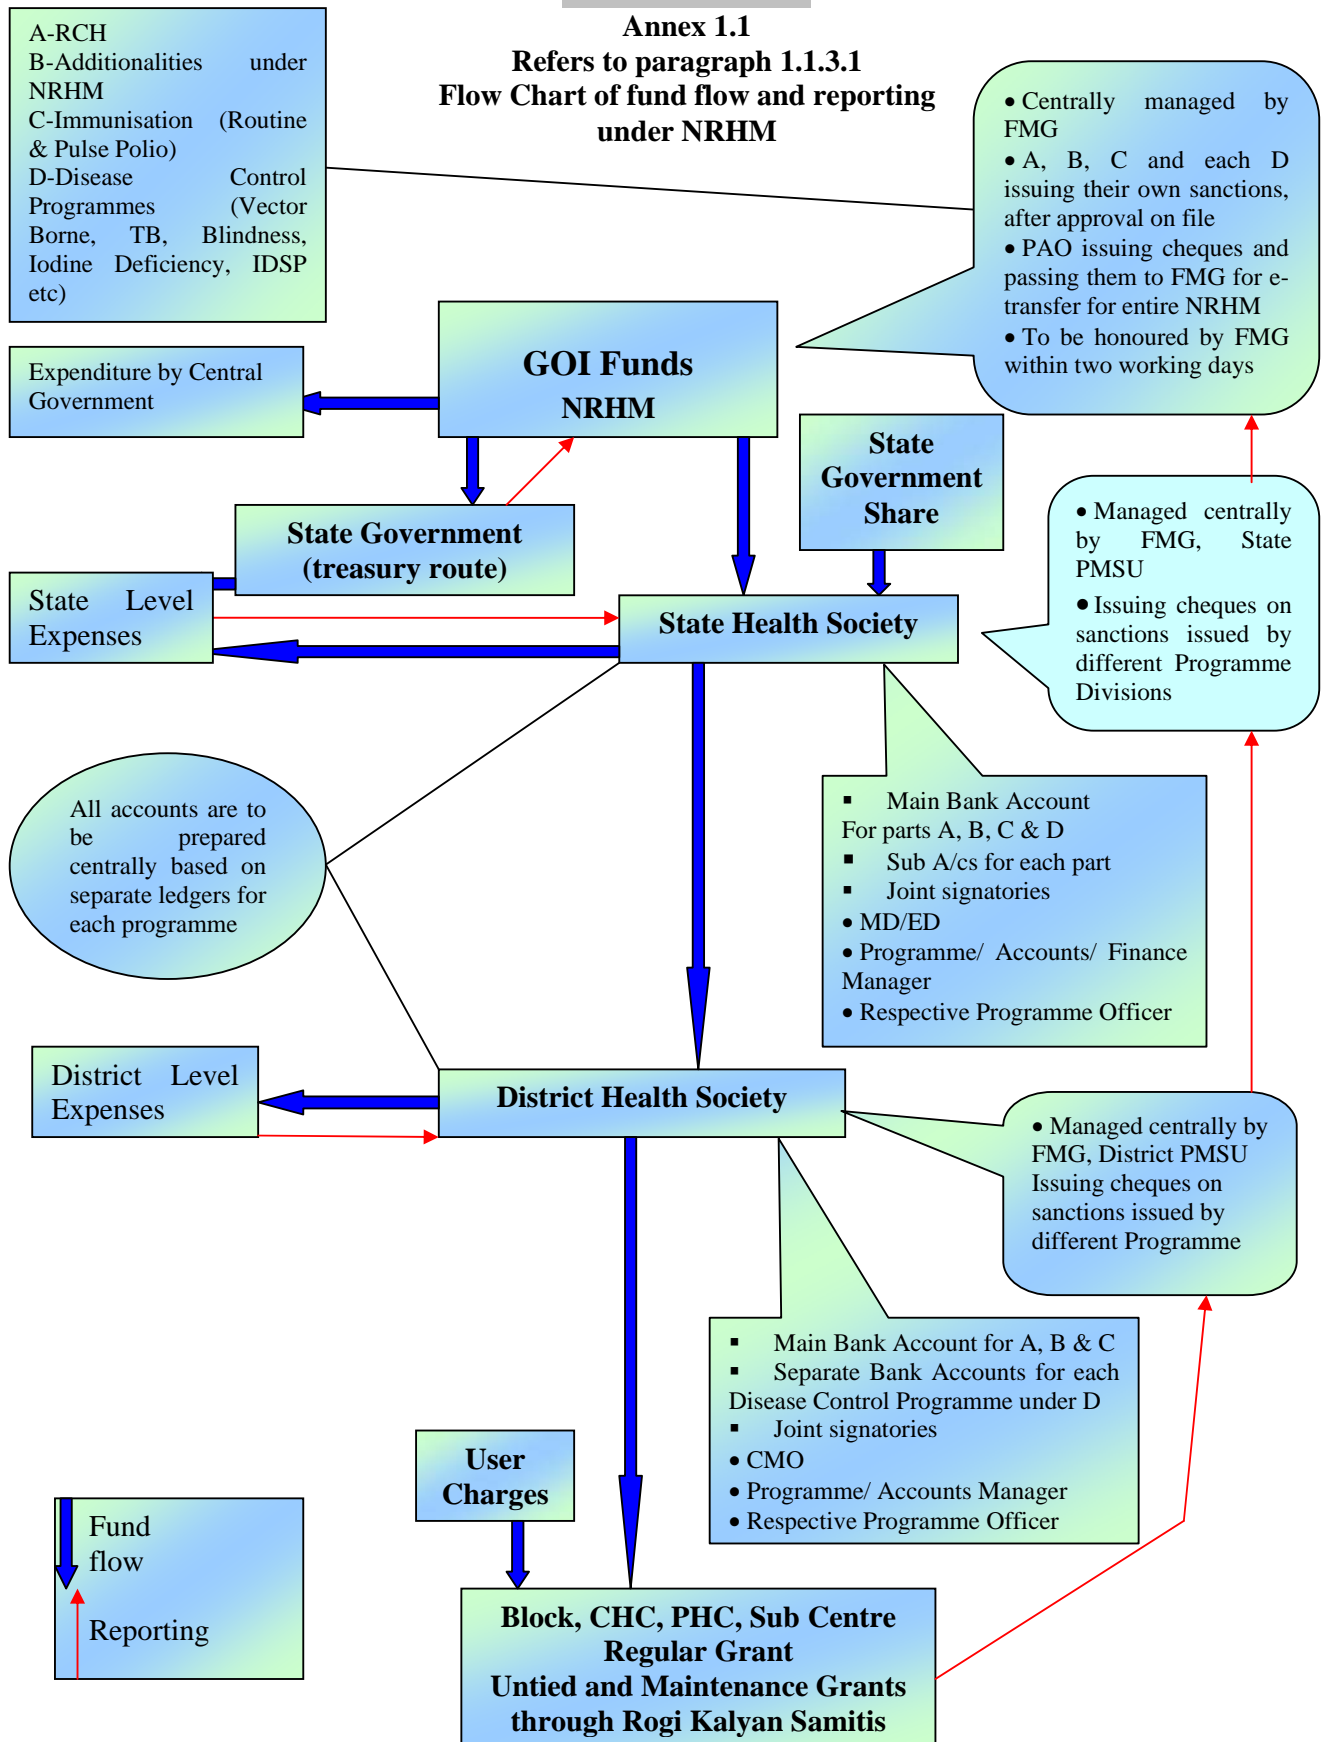 Annex 1.1
Refers to paragraph 1.1.3.1
Flow Chart of fund flow and reporting
under NRHM
A-RCH
B-Additionalities under
NRHM
C-Immunisation (Routine
& Pulse Polio)
D-Disease Control
Programmes (Vector
Borne, TB, Blindness,
Iodine Deficiency, IDSP
etc)
• Centrally managed by
FMG
• A, B, C and each D
issuing their own sanctions,
after approval on file
• PAO issuing cheques and
passing them to FMG for e-
transfer for entire NRHM
• To be honoured by FMG
within two working days
GOI Funds
NRHM
Expenditure by Central
Government
State
Government
Share
State Government
(treasury route)
• Managed centrally
by FMG, State
PMSU
• Issuing cheques on
sanctions issued by
different Programme
Divisions
State Level
Expenses
State Health Society
All accounts are to
be prepared
centrally based on
separate ledgers for
each programme
▪ Main Bank Account
For parts A, B, C & D
▪ Sub A/cs for each part
▪ Joint signatories
• MD/ED
• Programme/ Accounts/ Finance
Manager
• Respective Programme Officer
District Level
Expenses
District Health Society
• Managed centrally by
FMG, District PMSU
Issuing cheques on
sanctions issued by
different Programme
▪ Main Bank Account for A, B & C
▪ Separate Bank Accounts for each
Disease Control Programme under D
▪ Joint signatories
• CMO
• Programme/ Accounts Manager
• Respective Programme Officer
User
Charges
Fund
flow
Reporting
Block, CHC, PHC, Sub Centre
Regular Grant
Untied and Maintenance Grants
through Rogi Kalyan Samitis